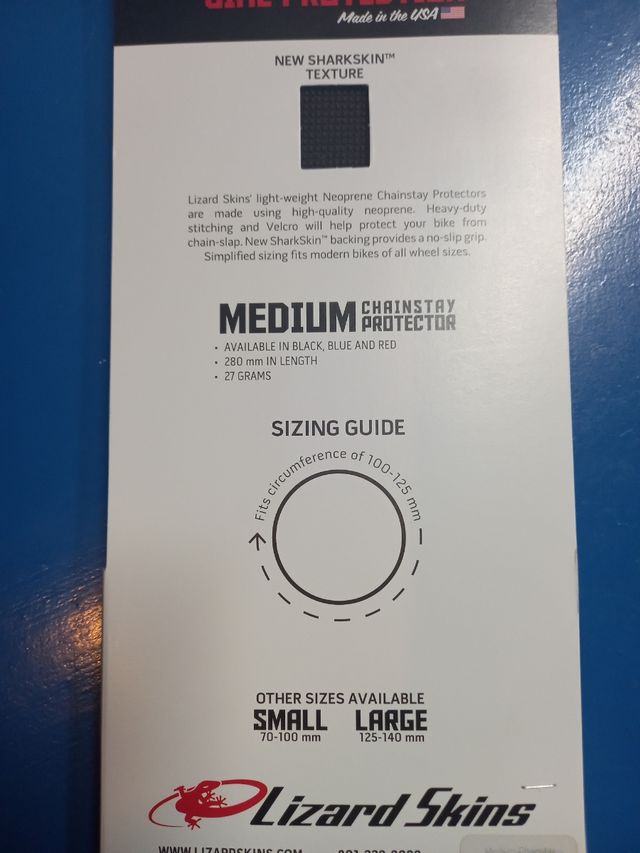 Made in the USA
NEW SHARKSKIN™
TEXTURE
Lizard Skins' light-weight Neoprene Chainstay Protectors
are made using high-quality neoprene. Heavy-duty
stitching and Velcro will help protect your bike from
chain-slap. New SharkSkin™ backing provides a no-slip grip.
Simplified sizing fits modern bikes of all wheel sizes.
MEDIUM CHAINSTAY
PROTECTOR
• AVAILABLE IN BLACK, BLUE AND RED
• 280 mm IN LENGTH
• 27 GRAMS
SIZING GUIDE
Fits circumference of 100-125 mm
OTHER SIZES AVAILABLE
SMALL LARGE
70-100 mm 125-140 mm
Lizard Skins
WWW.LIZARDSKINS.COM